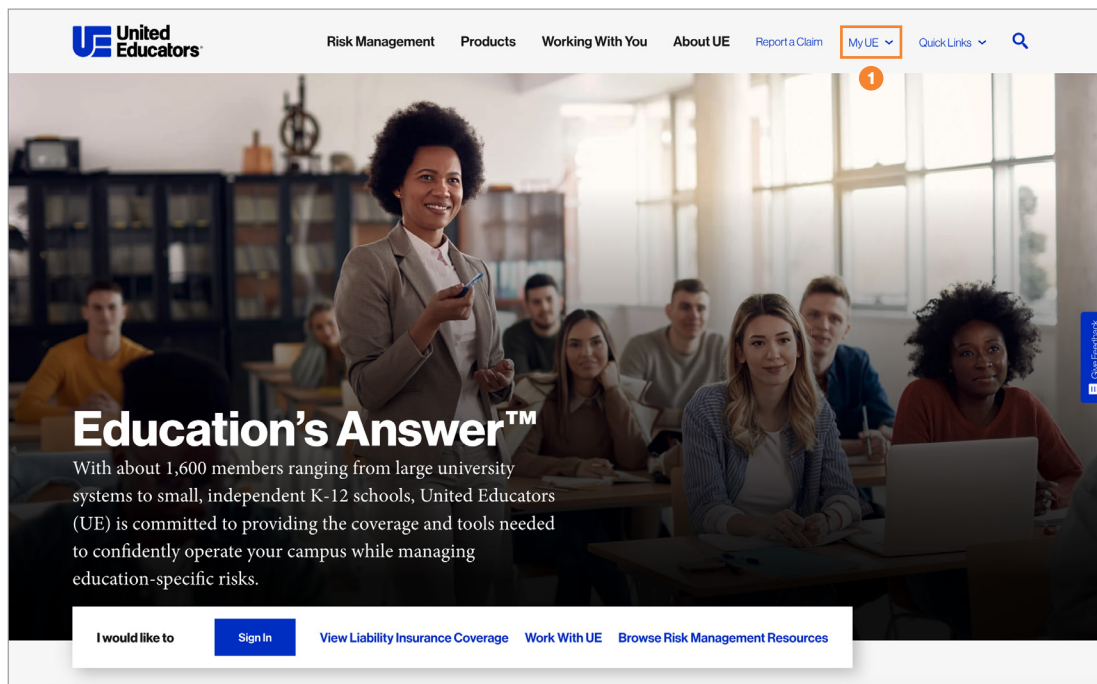 UE United Educators
Risk Management Products Working With You About UE Report a Claim My UE Quick Links
1
Education's Answer™
With about 1,600 members ranging from large university
systems to small, independent K-12 schools, United Educators
(UE) is committed to providing the coverage and tools needed
to confidently operate your campus while managing
education-specific risks.
I would like to Sign In View Liability Insurance Coverage Work With UE Browse Risk Management Resources
Give Feedback